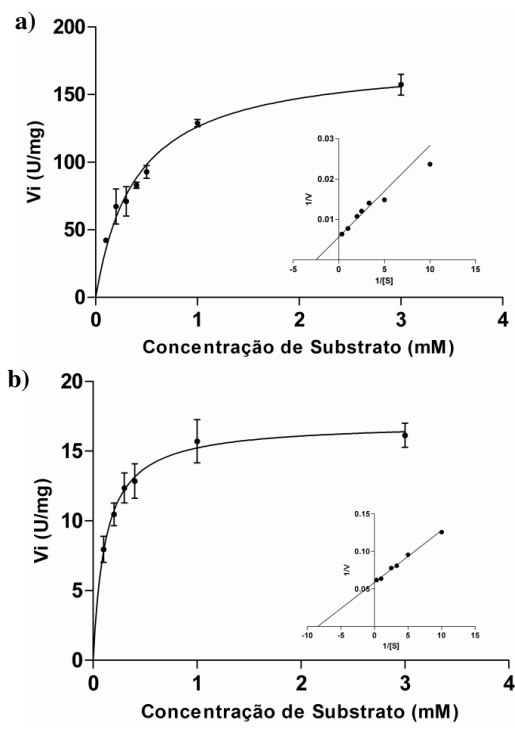 a)
200
150
100
50
0
Vi (U/mg)
0 1 2 3 4
Concentração de Substrato (mM)
0.03
0.02
0.01
1/V
-5 0 5 10 15
1/[S]
b)
20
15
10
5
0
Vi (U/mg)
0 1 2 3 4
Concentração de Substrato (mM)
0.15
0.10
0.05
1/V
-10 -5 0 5 10 15
1/[S]